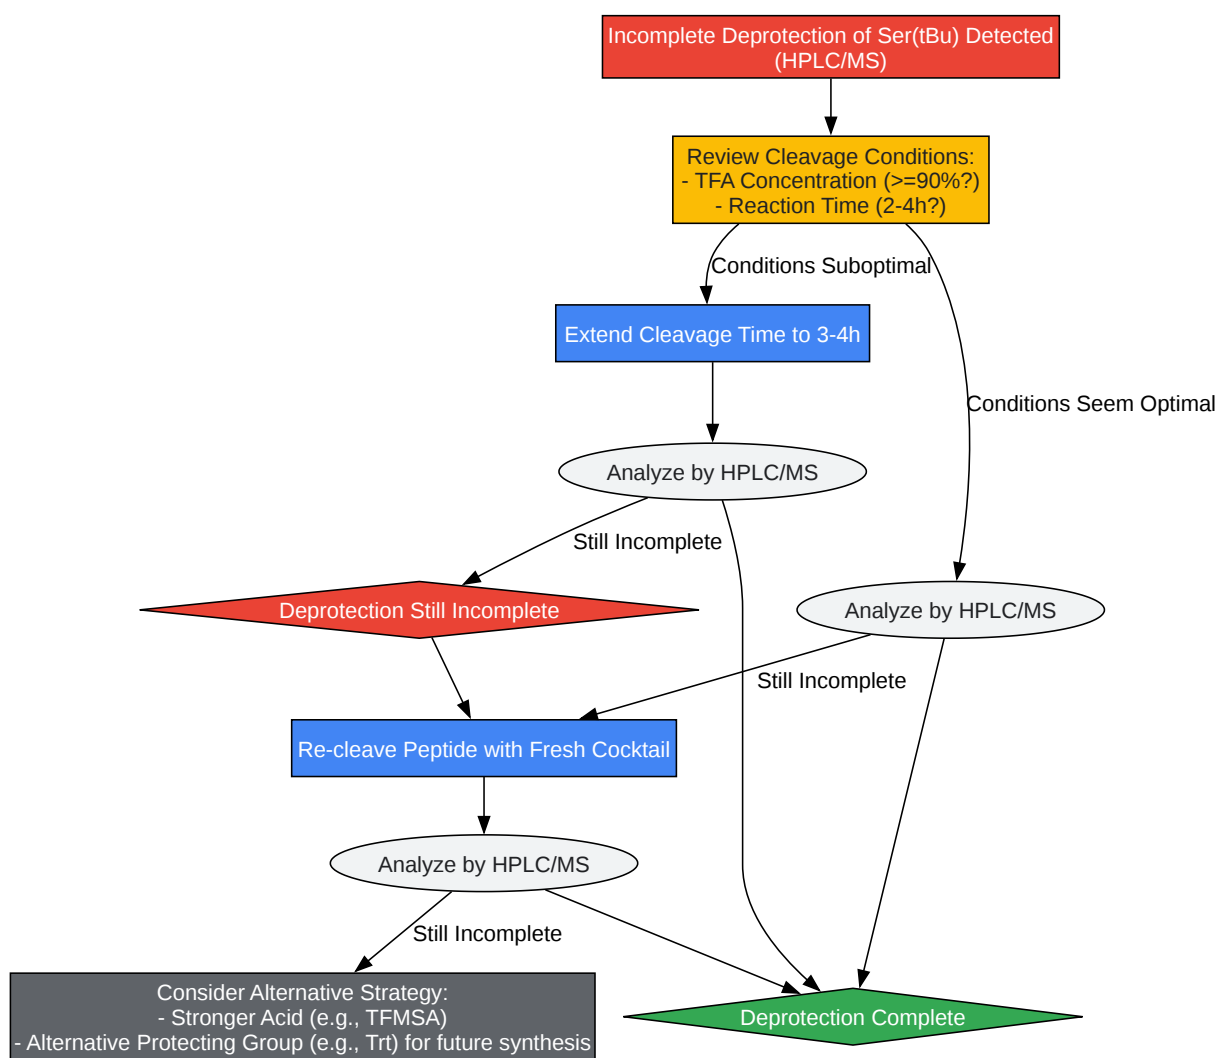 Incomplete Deprotection of Ser(tBu) Detected
(HPLC/MS)
Review Cleavage Conditions:
- TFA Concentration (>=90%?)
- Reaction Time (2-4h?)
Conditions Suboptimal
Extend Cleavage Time to 3-4h
Conditions Seem Optimal
Analyze by HPLC/MS
Still Incomplete
Deprotection Still Incomplete
Analyze by HPLC/MS
Still Incomplete
Re-cleave Peptide with Fresh Cocktail
Analyze by HPLC/MS
Still Incomplete
Consider Alternative Strategy:
- Stronger Acid (e.g., TFMSA)
- Alternative Protecting Group (e.g., Trt) for future synthesis
Deprotection Complete